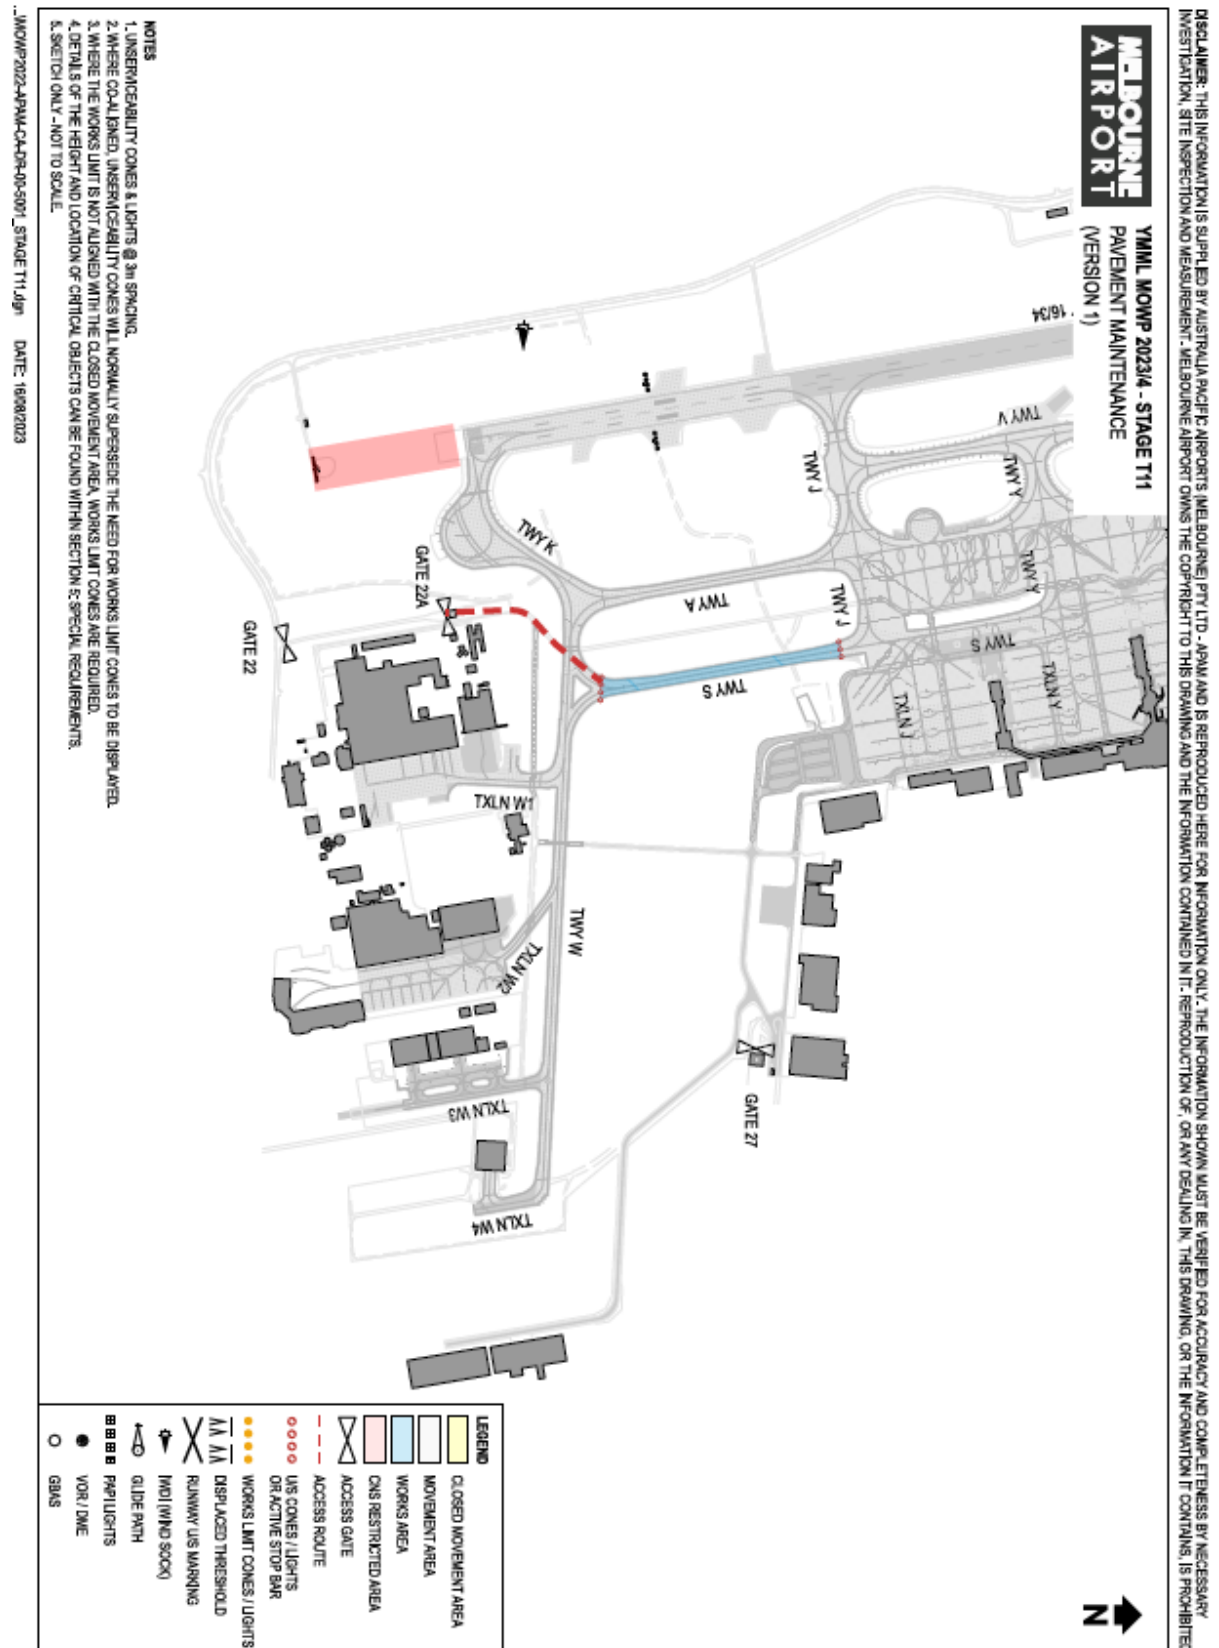 DISCLAIMER: THIS INFORMATION IS SUPPLIED BY AUSTRALIA PACIFIC AIRPORTS (MELBOURNE) PTY LTD - APAM AND IS REPRODUCED HERE FOR INFORMATION ONLY. THE INFORMATION SHOWN MUST BE VERIFIED FOR ACCURACY AND COMPLETENESS BY NECESSARY
INVESTIGATION, SITE INSPECTION AND MEASUREMENT. MELBOURNE AIRPORT OWNS THE COPYRIGHT TO THIS DRAWING AND THE INFORMATION CONTAINED IN IT. REPRODUCTION OF, OR ANY DEALING IN, THIS DRAWING, OR THE INFORMATION IT CONTAINS, IS PROHIBITED
MELBOURNE
AIRPORT
YMML MOWP 2023/4 - STAGE T11
PAVEMENT MAINTENANCE
(VERSION 1)
16/34
TWY V
TWY Y
TWY J
TWY Y
TWY K
TWY A
TWY J
TWY S
TWY S
TXLN Y
TXLN J
GATE 22A
GATE 22
TXLN W1
TWY W
TXLN W2
TXLN W3
TXLN W4
GATE 27
N
NOTES
1. UNSERVICEABILITY CONES & LIGHTS @ 3m SPACING.
2. WHERE CO-ALIGNED, UNSERVICEABILITY CONES WILL NORMALLY SUPERSEDE THE NEED FOR WORKS LIMIT CONES TO BE DISPLAYED.
3. WHERE THE WORKS LIMIT IS NOT ALIGNED WITH THE CLOSED MOVEMENT AREA, WORKS LIMIT CONES ARE REQUIRED.
4. DETAILS OF THE HEIGHT AND LOCATION OF CRITICAL OBJECTS CAN BE FOUND WITHIN SECTION 5; SPECIAL REQUIREMENTS.
5. SKETCH ONLY - NOT TO SCALE.
LEGEND
CLOSED MOVEMENT AREA
MOVEMENT AREA
WORKS AREA
CNS RESTRICTED AREA
ACCESS GATE
ACCESS ROUTE
U/S CONES / LIGHTS
OR ACTIVE STOP BAR
WORKS LIMIT CONES / LIGHTS
DISPLACED THRESHOLD
RUNWAY U/S MARKING
IWDI (WIND SOCK)
GLIDE PATH
PAPI LIGHTS
VOR / DME
GBAS
...\MOWP2022-APAM-CA-DR-00-5001_STAGE T11.dgn DATE: 16/08/2023